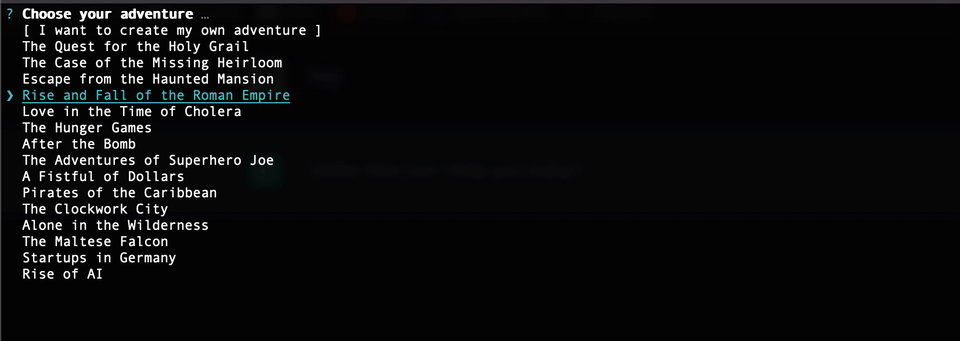 ? Choose your adventure …
[ I want to create my own adventure ]
The Quest for the Holy Grail
The Case of the Missing Heirloom
Escape from the Haunted Mansion
❯ Rise and Fall of the Roman Empire
Love in the Time of Cholera
The Hunger Games
After the Bomb
The Adventures of Superhero Joe
A Fistful of Dollars
Pirates of the Caribbean
The Clockwork City
Alone in the Wilderness
The Maltese Falcon
Startups in Germany
Rise of AI